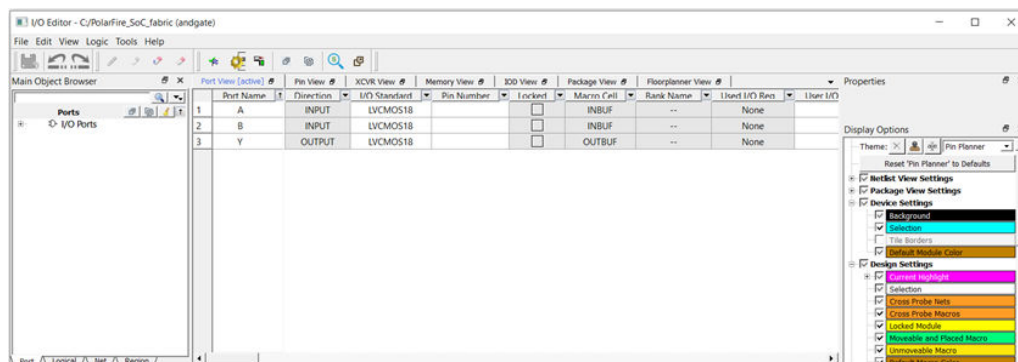 I/O Editor - C:/PolarFire_SoC_fabric (andgate)
File Edit View Logic Tools Help
Main Object Browser
Ports
I/O Ports
Port View [active] Pin View XCVR View Memory View IOD View Package View Floorplanner View
Port Name Direction I/O Standard Pin Number Locked Macro Cell Bank Name Used I/O Reg User I/O
1 A INPUT LVCMOS18 INBUF -- None
2 B INPUT LVCMOS18 INBUF -- None
3 Y OUTPUT LVCMOS18 OUTBUF -- None
Port Logical Net Region
Properties
Display Options
Theme: Pin Planner
Reset 'Pin Planner' to Defaults
Netlist View Settings
Package View Settings
Device Settings
Background
Selection
Tile Borders
Default Module Color
Design Settings
Current Highlight
Selection
Cross Probe Nets
Cross Probe Macros
Locked Module
Moveable and Placed Macro
Unmoveable Macro
Default Macro Color